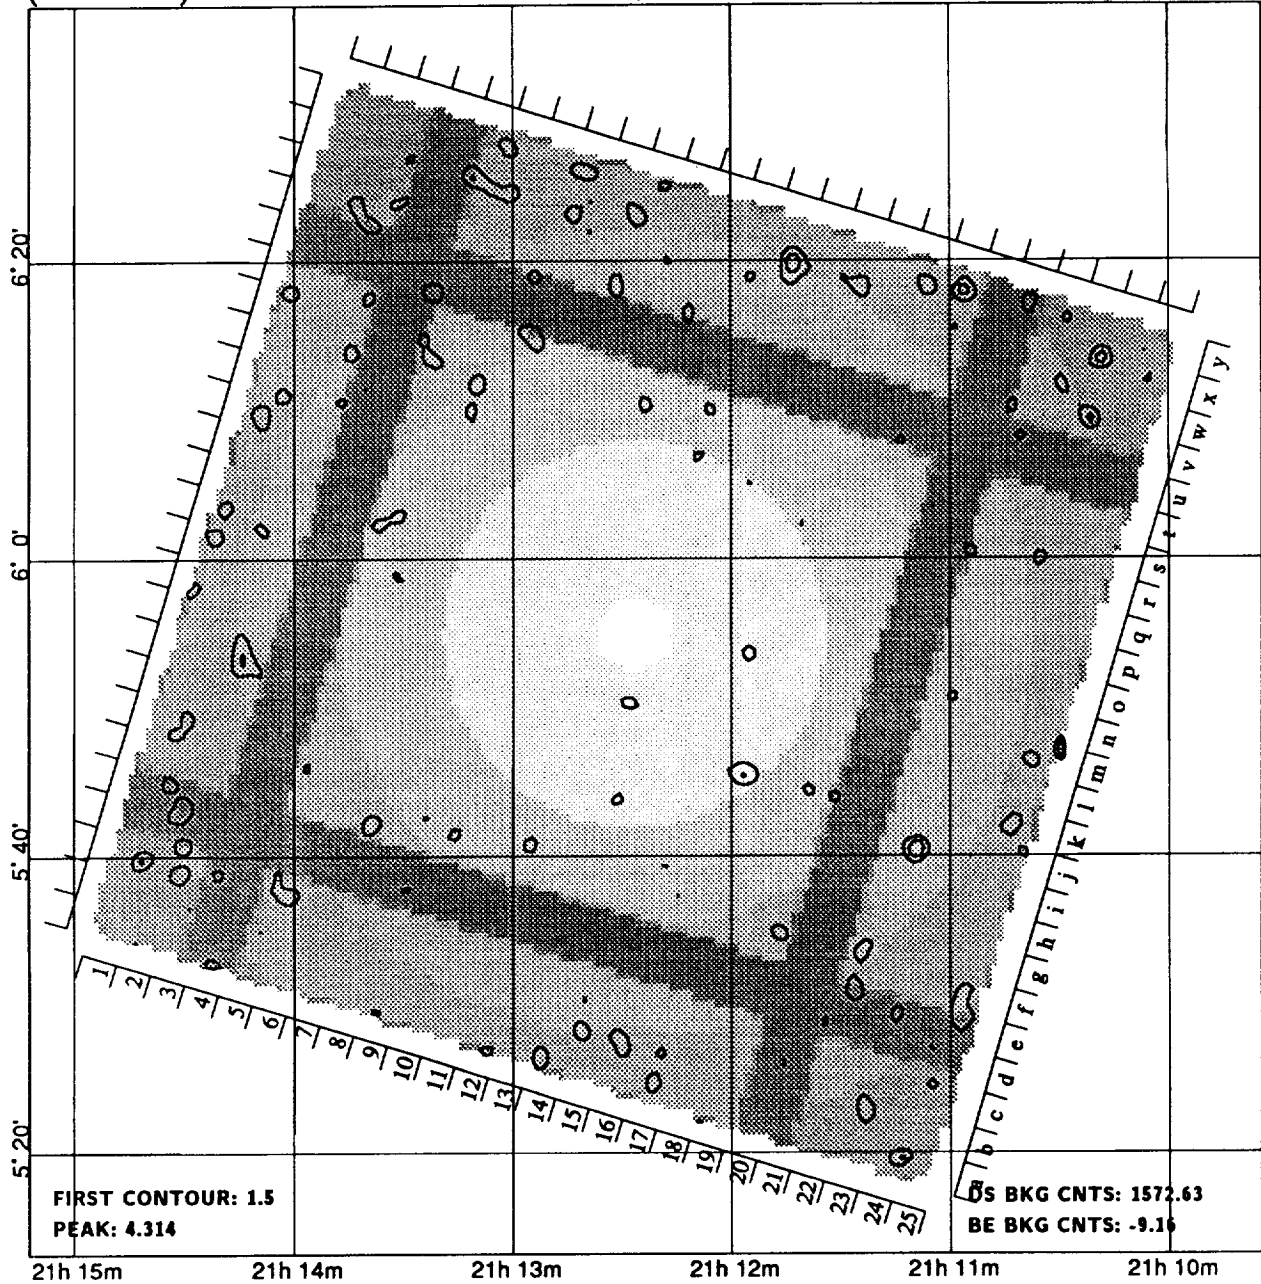 6° 20'
6° 0'
5° 40'
5° 20'
a b c d e f g h i j k l m n o p q r s t u v w x y
1 2 3 4 5 6 7 8 9 10 11 12 13 14 15 16 17 18 19 20 21 22 23 24 25
FIRST CONTOUR: 1.5
PEAK: 4.314
DS BKG CNTS: 1572.63
BE BKG CNTS: -9.16
21h 15m 21h 14m 21h 13m 21h 12m 21h 11m 21h 10m